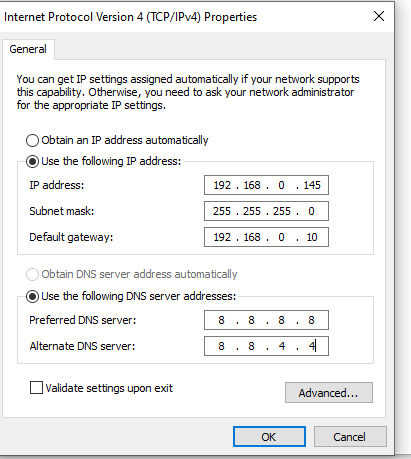 Internet Protocol Version 4 (TCP/IPv4) Properties
General
You can get IP settings assigned automatically if your network supports
this capability. Otherwise, you need to ask your network administrator
for the appropriate IP settings.
Obtain an IP address automatically
Use the following IP address:
IP address: 192 . 168 . 0 . 145
Subnet mask: 255 . 255 . 255 . 0
Default gateway: 192 . 168 . 0 . 10
Obtain DNS server address automatically
Use the following DNS server addresses:
Preferred DNS server: 8 . 8 . 8 . 8
Alternate DNS server: 8 . 8 . 4 . 4
Validate settings upon exit
Advanced...
OK Cancel